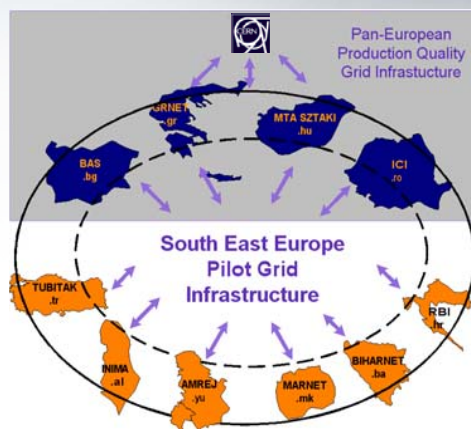 CERN
Pan-European
Production Quality
Grid Infrastucture
GRNET
.gr
MTA SZTAKI
.hu
BAS
.bg
ICI
.ro
South East Europe
Pilot Grid
Infrastructure
TUBITAK
.tr
RBI
.hr
INIMA
.al
AMREJ
.yu
MARNET
.mk
BIHARNET
.ba